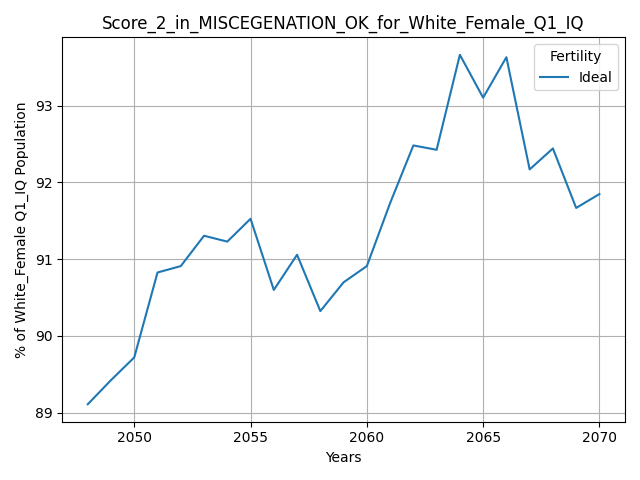 Score_2_in_MISCEGENATION_OK_for_White_Female_Q1_IQ
Fertility
Ideal
93
92
91
90
89
% of White_Female Q1_IQ Population
2050 2055 2060 2065 2070
Years